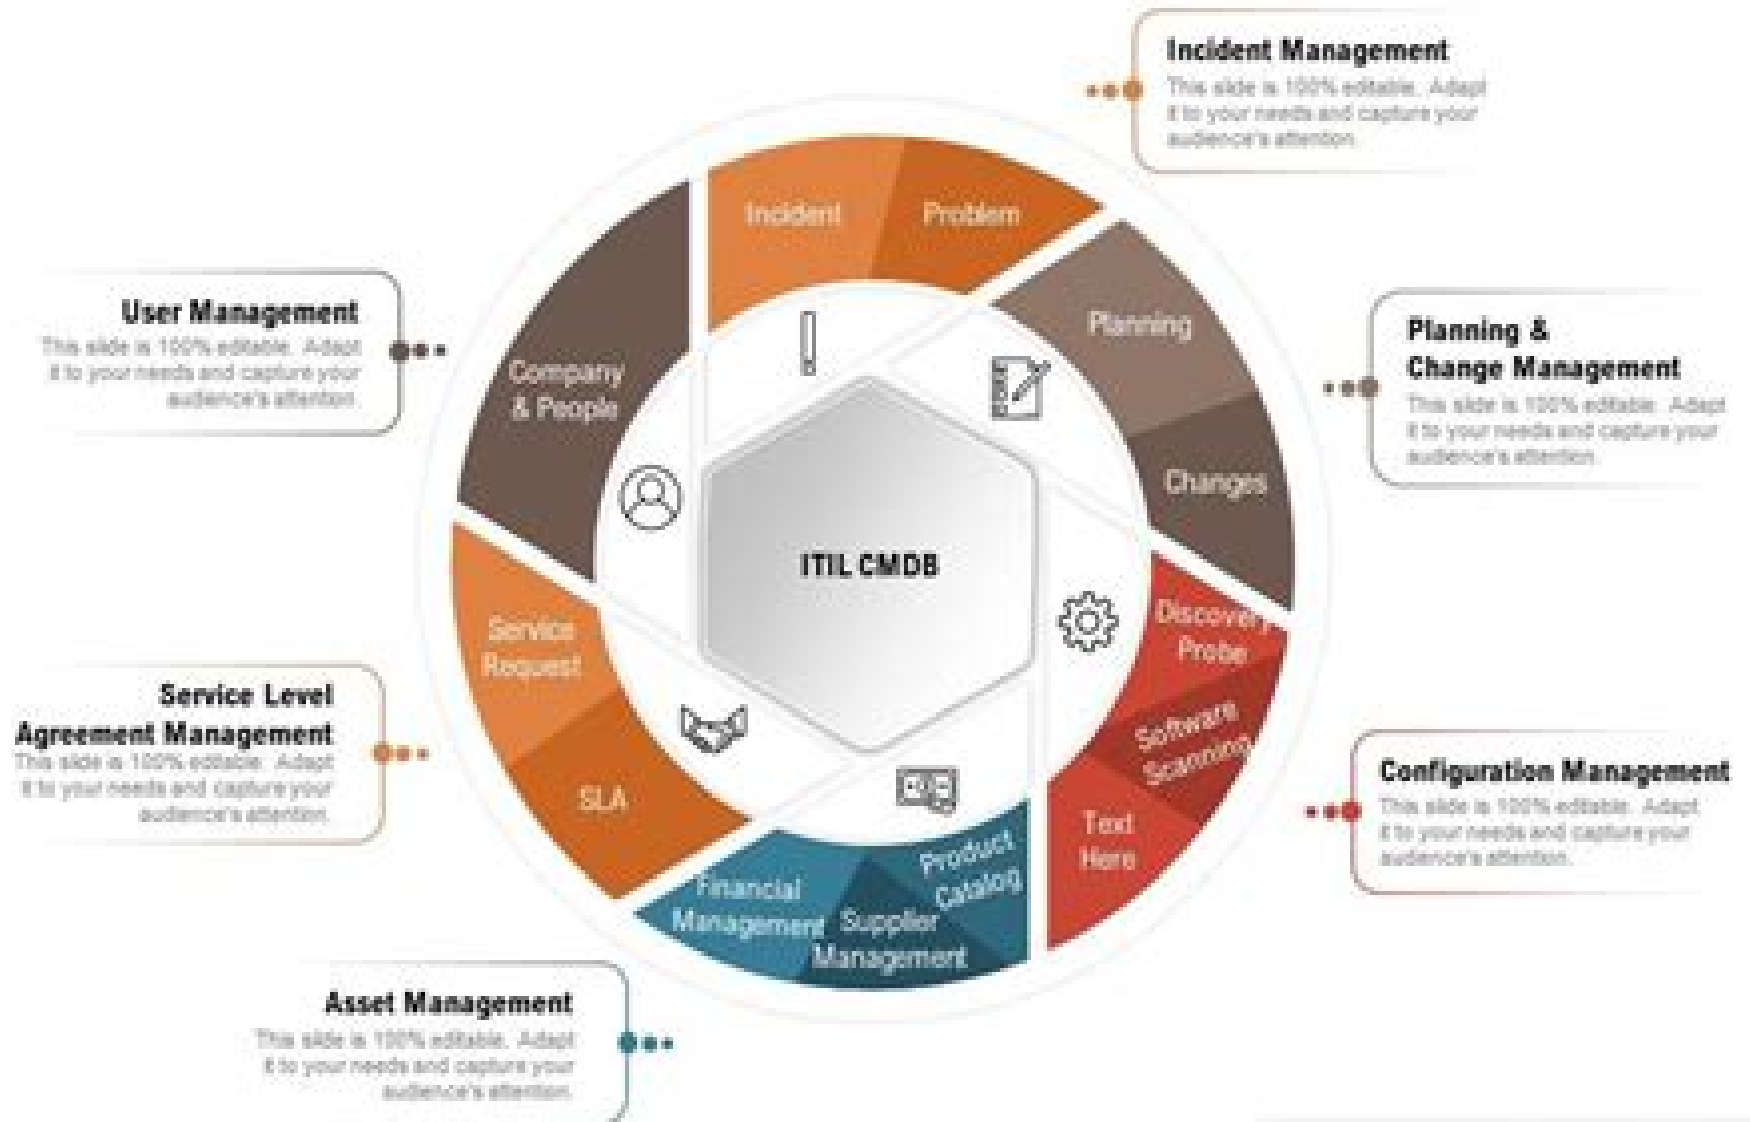 Incident Management
This slide is 100% editable. Adapt
it to your needs and capture your
audience's attention.
Incident
Problem
Planning
Changes
Planning &
Change Management
This slide is 100% editable. Adapt
it to your needs and capture your
audience's attention.
User Management
This slide is 100% editable. Adapt
it to your needs and capture your
audience's attention.
Company
& People
ITIL CMDB
Discovery
Probe
Software
Scanning
Text
Here
Configuration Management
This slide is 100% editable. Adapt
it to your needs and capture your
audience's attention.
Service
Request
SLA
Service Level
Agreement Management
This slide is 100% editable. Adapt
it to your needs and capture your
audience's attention.
Financial
Management
Supplier
Management
Product
Catalog
Asset Management
This slide is 100% editable. Adapt
it to your needs and capture your
audience's attention.